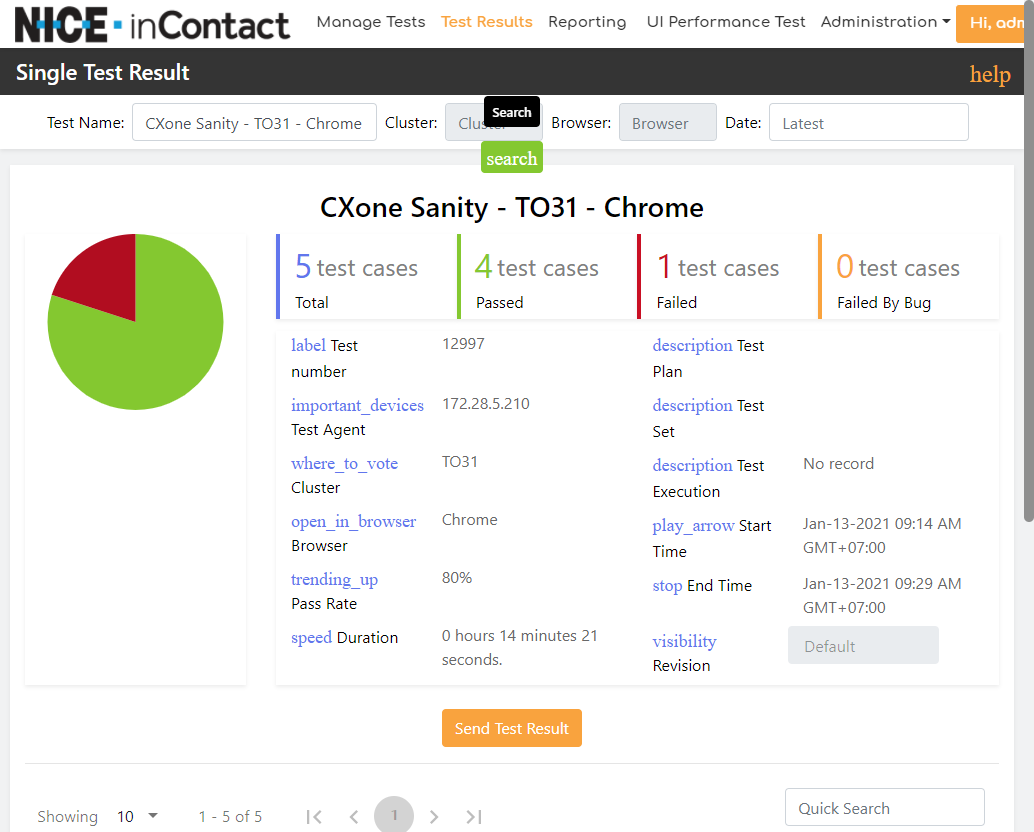 NICE inContact Manage Tests Test Results Reporting UI Performance Test Administration Hi, adm
Single Test Result help
Test Name: CXone Sanity - TO31 - Chrome Cluster: Search Browser: Browser Date: Latest
search
CXone Sanity - TO31 - Chrome
5 test cases 4 test cases 1 test cases 0 test cases
Total Passed Failed Failed By Bug
label Test number 12997
important_devices Test Agent 172.28.5.210
where_to_vote Cluster TO31
open_in_browser Browser Chrome
trending_up Pass Rate 80%
speed Duration 0 hours 14 minutes 21 seconds.
description Test Plan
description Test Set
description Test Execution No record
play_arrow Start Time Jan-13-2021 09:14 AM GMT+07:00
stop End Time Jan-13-2021 09:29 AM GMT+07:00
visibility Revision Default
Send Test Result
Showing 10 1 - 5 of 5 1 Quick Search